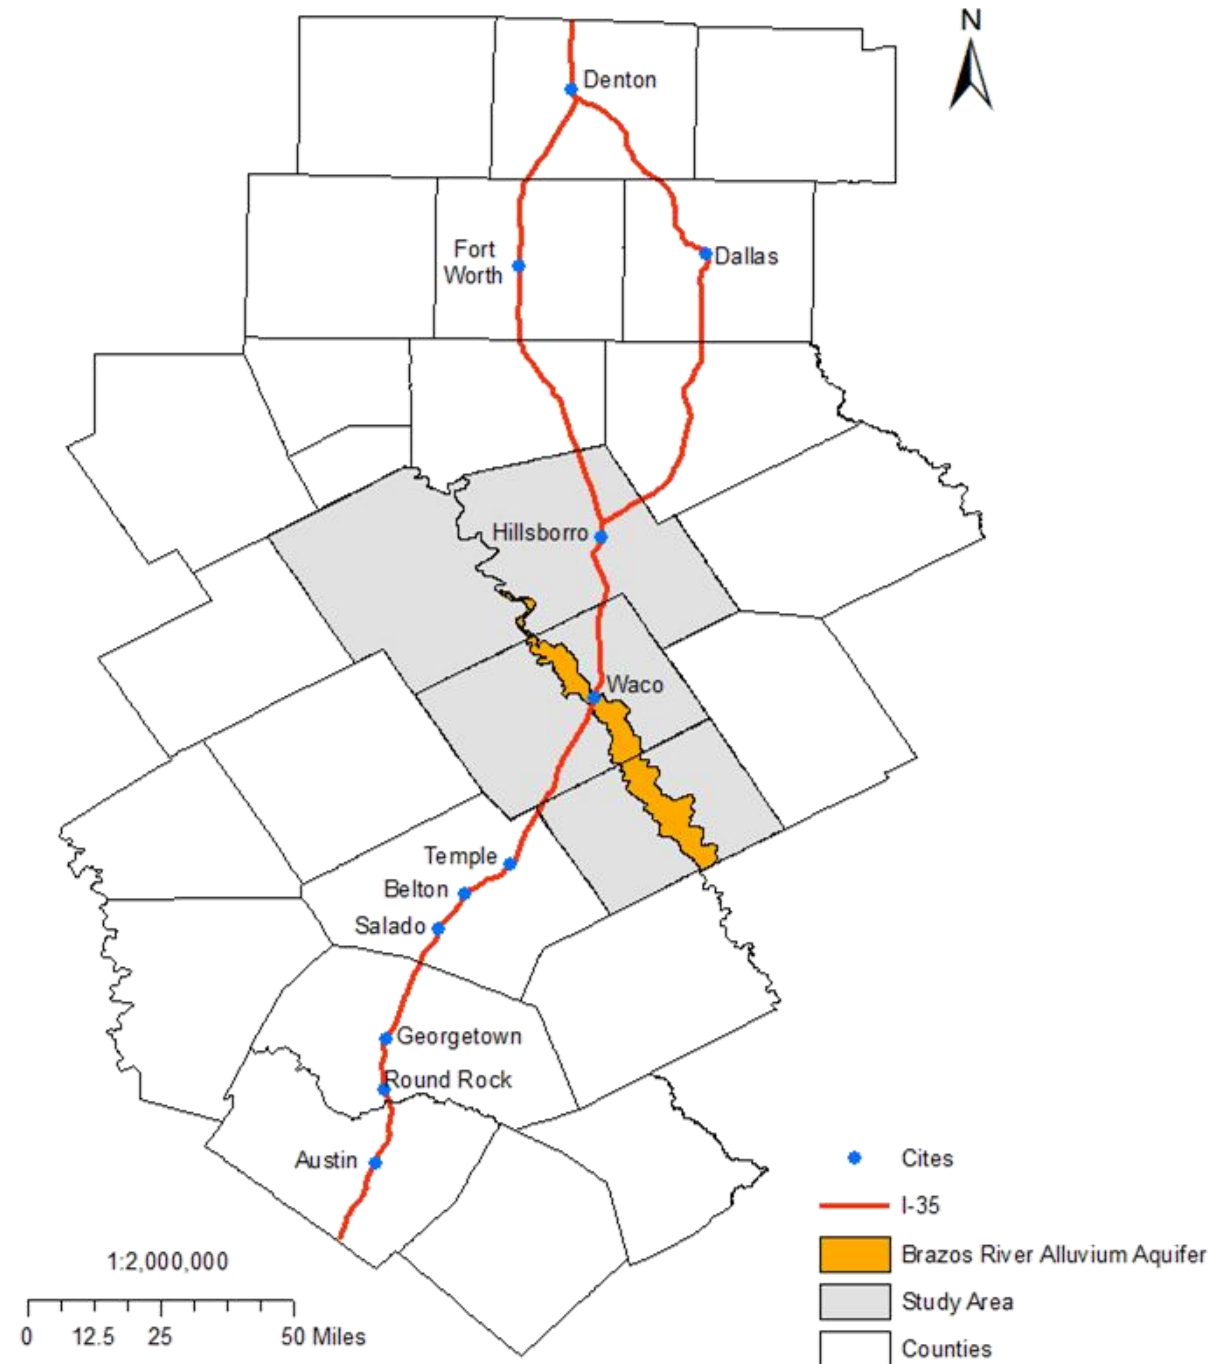 N
Denton
Fort
Worth
Dallas
Hillsborro
Waco
Temple
Belton
Salado
Georgetown
Round Rock
Austin
Cites
I-35
Brazos River Alluvium Aquifer
Study Area
Counties
1:2,000,000
0 12.5 25 50 Miles